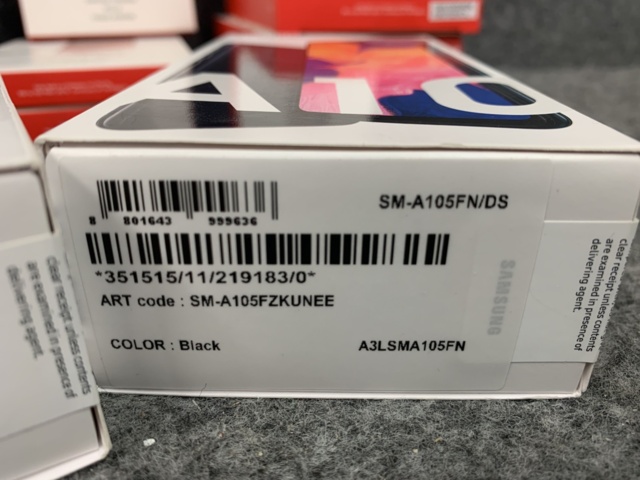 A10
8 801643 999636
SM-A105FN/DS
*351515/11/219183/0*
ART code : SM-A105FZKUNEE
COLOR : Black
A3LSMA105FN
SAMSUNG
clear receipt unless contents
are examined in presence of
delivering agent.
clear receipt unless contents
are examined in presence of
delivering agent.